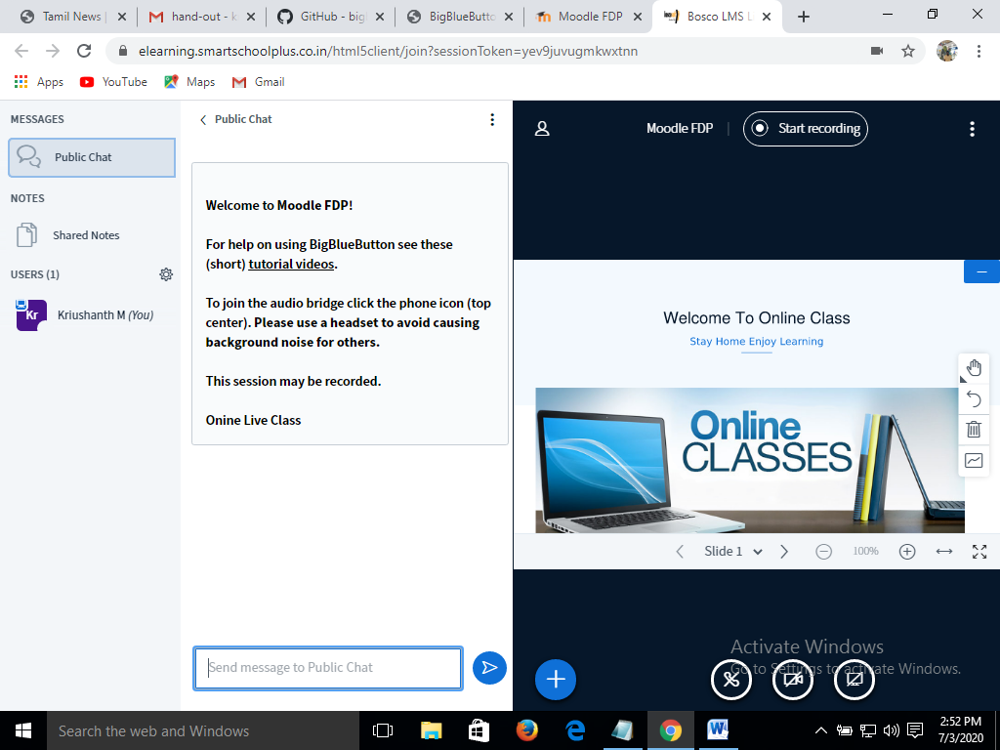 Tamil News |
hand-out - k
GitHub - big
BigBlueButto
Moodle FDP
Bosco LMS L
elearning.smartschoolplus.co.in/html5client/join?sessionToken=yev9juvugmkwxtnn
Apps
YouTube
Maps
Gmail
MESSAGES
Public Chat
NOTES
Shared Notes
USERS (1)
Kr
Kriushanth M (You)
Public Chat
Welcome to Moodle FDP!
For help on using BigBlueButton see these
(short) tutorial videos.
To join the audio bridge click the phone icon (top
center). Please use a headset to avoid causing
background noise for others.
This session may be recorded.
Onine Live Class
Send message to Public Chat
Moodle FDP
Start recording
Welcome To Online Class
Stay Home Enjoy Learning
Online
CLASSES
Slide 1
100%
Activate Windows
Go to Settings to activate Windows.
Search the web and Windows
2:52 PM
7/3/2020